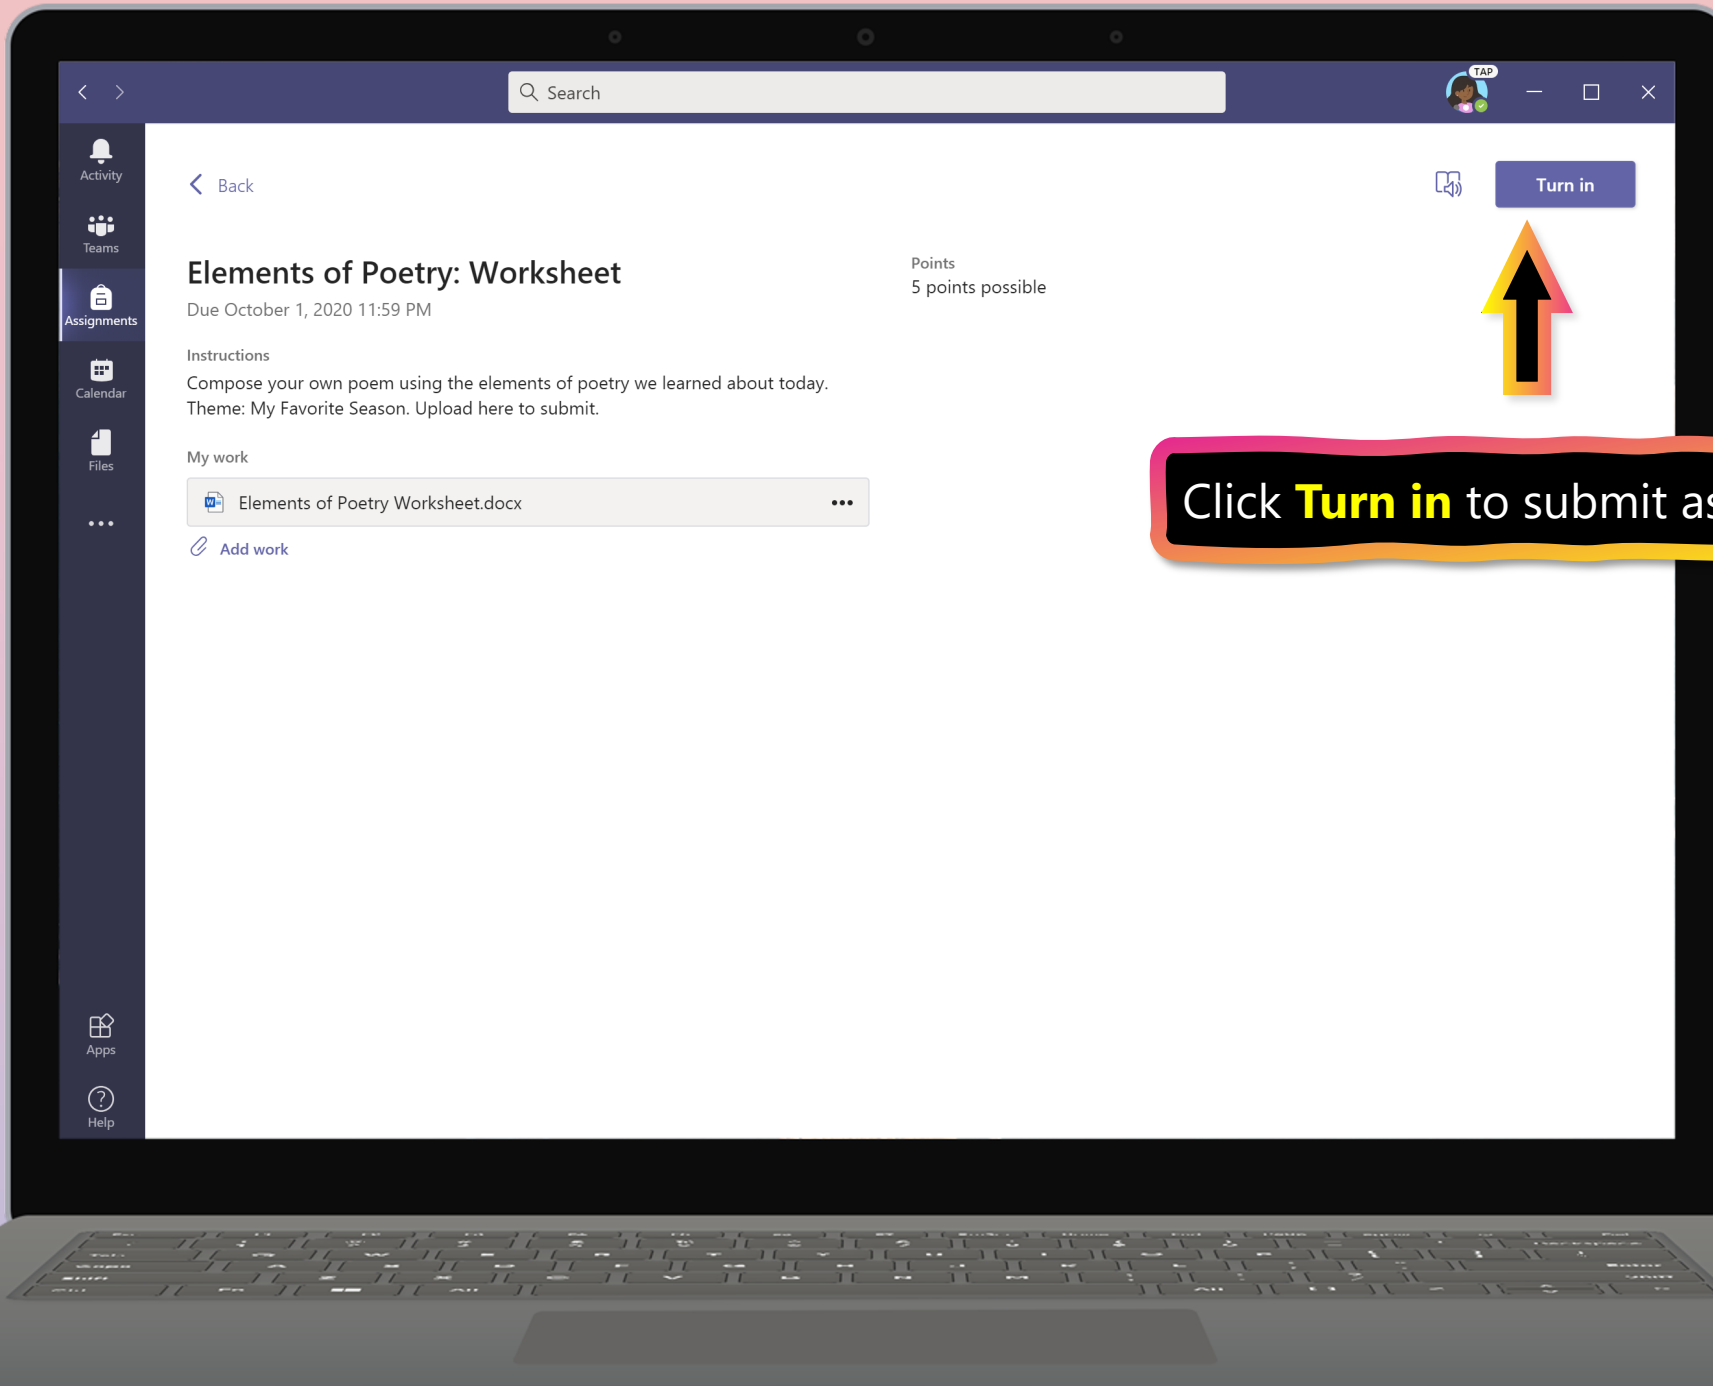 Search
TAP
Activity
Teams
Assignments
Calendar
Files
Apps
Help
Back
Turn in
Elements of Poetry: Worksheet
Due October 1, 2020 11:59 PM
Points
5 points possible
Instructions
Compose your own poem using the elements of poetry we learned about today.
Theme: My Favorite Season. Upload here to submit.
My work
Elements of Poetry Worksheet.docx
Add work
Click Turn in to submit